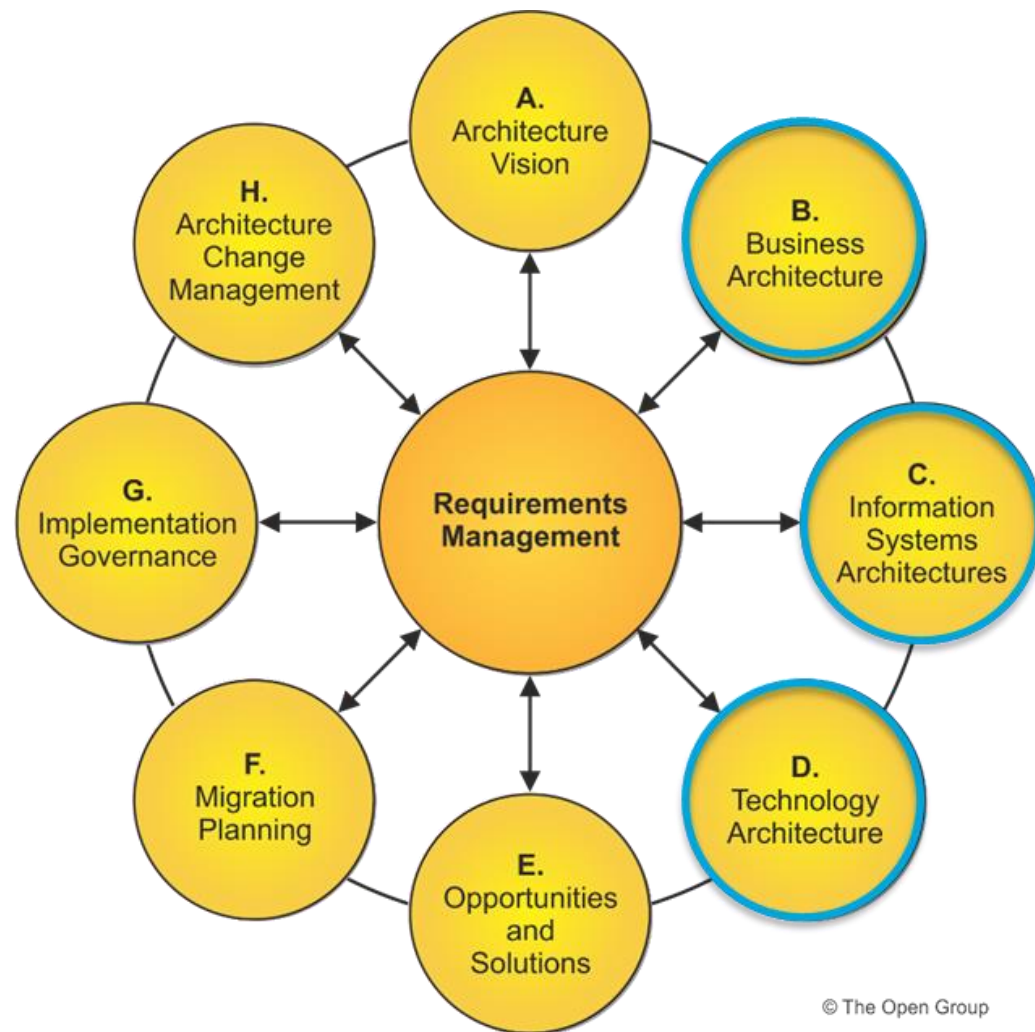 A.
Architecture
Vision
B.
Business
Architecture
H.
Architecture
Change
Management
C.
Information
Systems
Architectures
G.
Implementation
Governance
Requirements
Management
D.
Technology
Architecture
F.
Migration
Planning
E.
Opportunities
and
Solutions
© The Open Group